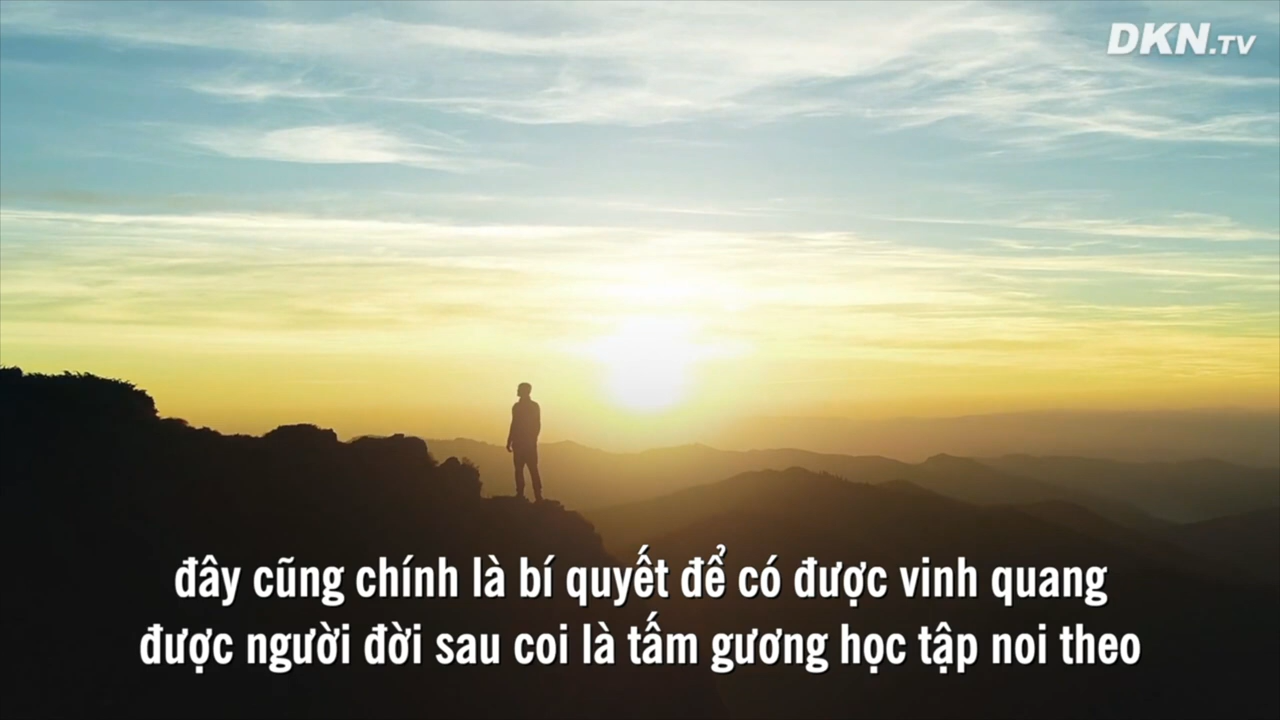 DKN.TV
đây cũng chính là bí quyết để có được vinh quang
được người đời sau coi là tấm gương học tập noi theo